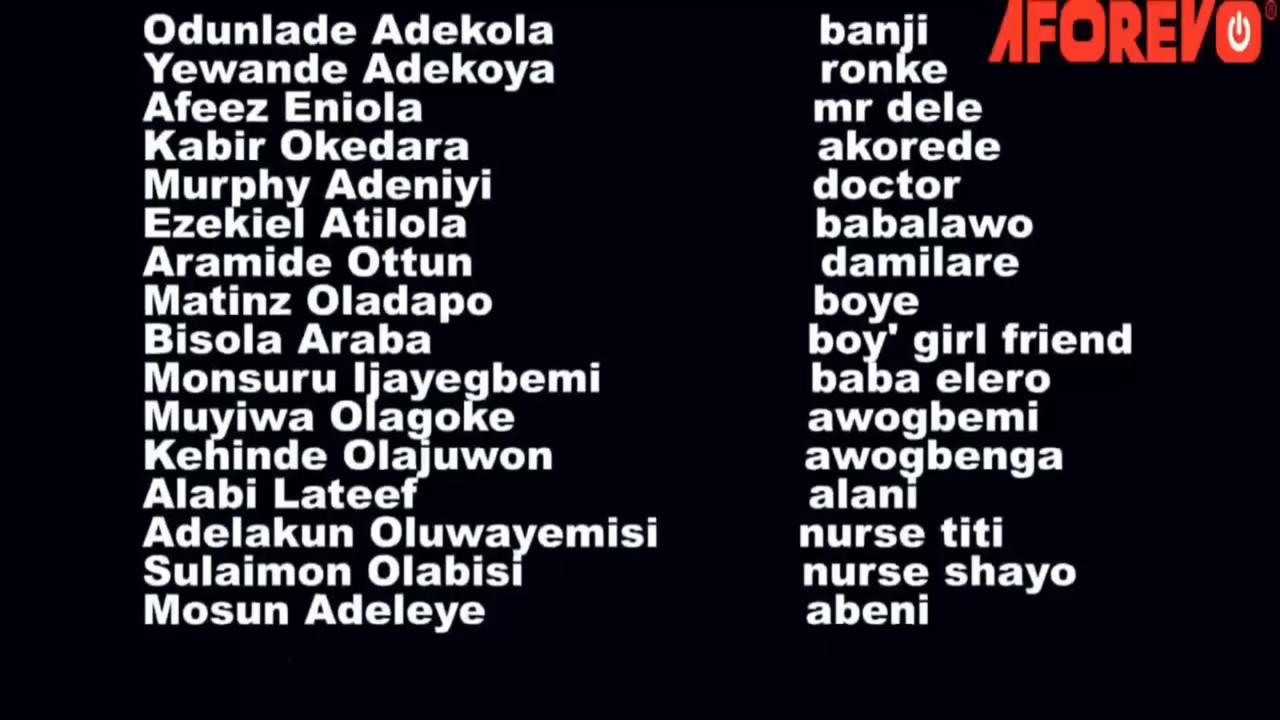 Odunlade Adekola banji
AFOREVO®
Yewande Adekoya ronke
Afeez Eniola mr dele
Kabir Okedara akorede
Murphy Adeniyi doctor
Ezekiel Atilola babalawo
Aramide Ottun damilare
Matinz Oladapo boye
Bisola Araba boy' girl friend
Monsuru Ijayegbemi baba elero
Muyiwa Olagoke awogbemi
Kehinde Olajuwon awogbenga
Alabi Lateef alani
Adelakun Oluwayemisi nurse titi
Sulaimon Olabisi nurse shayo
Mosun Adeleye abeni